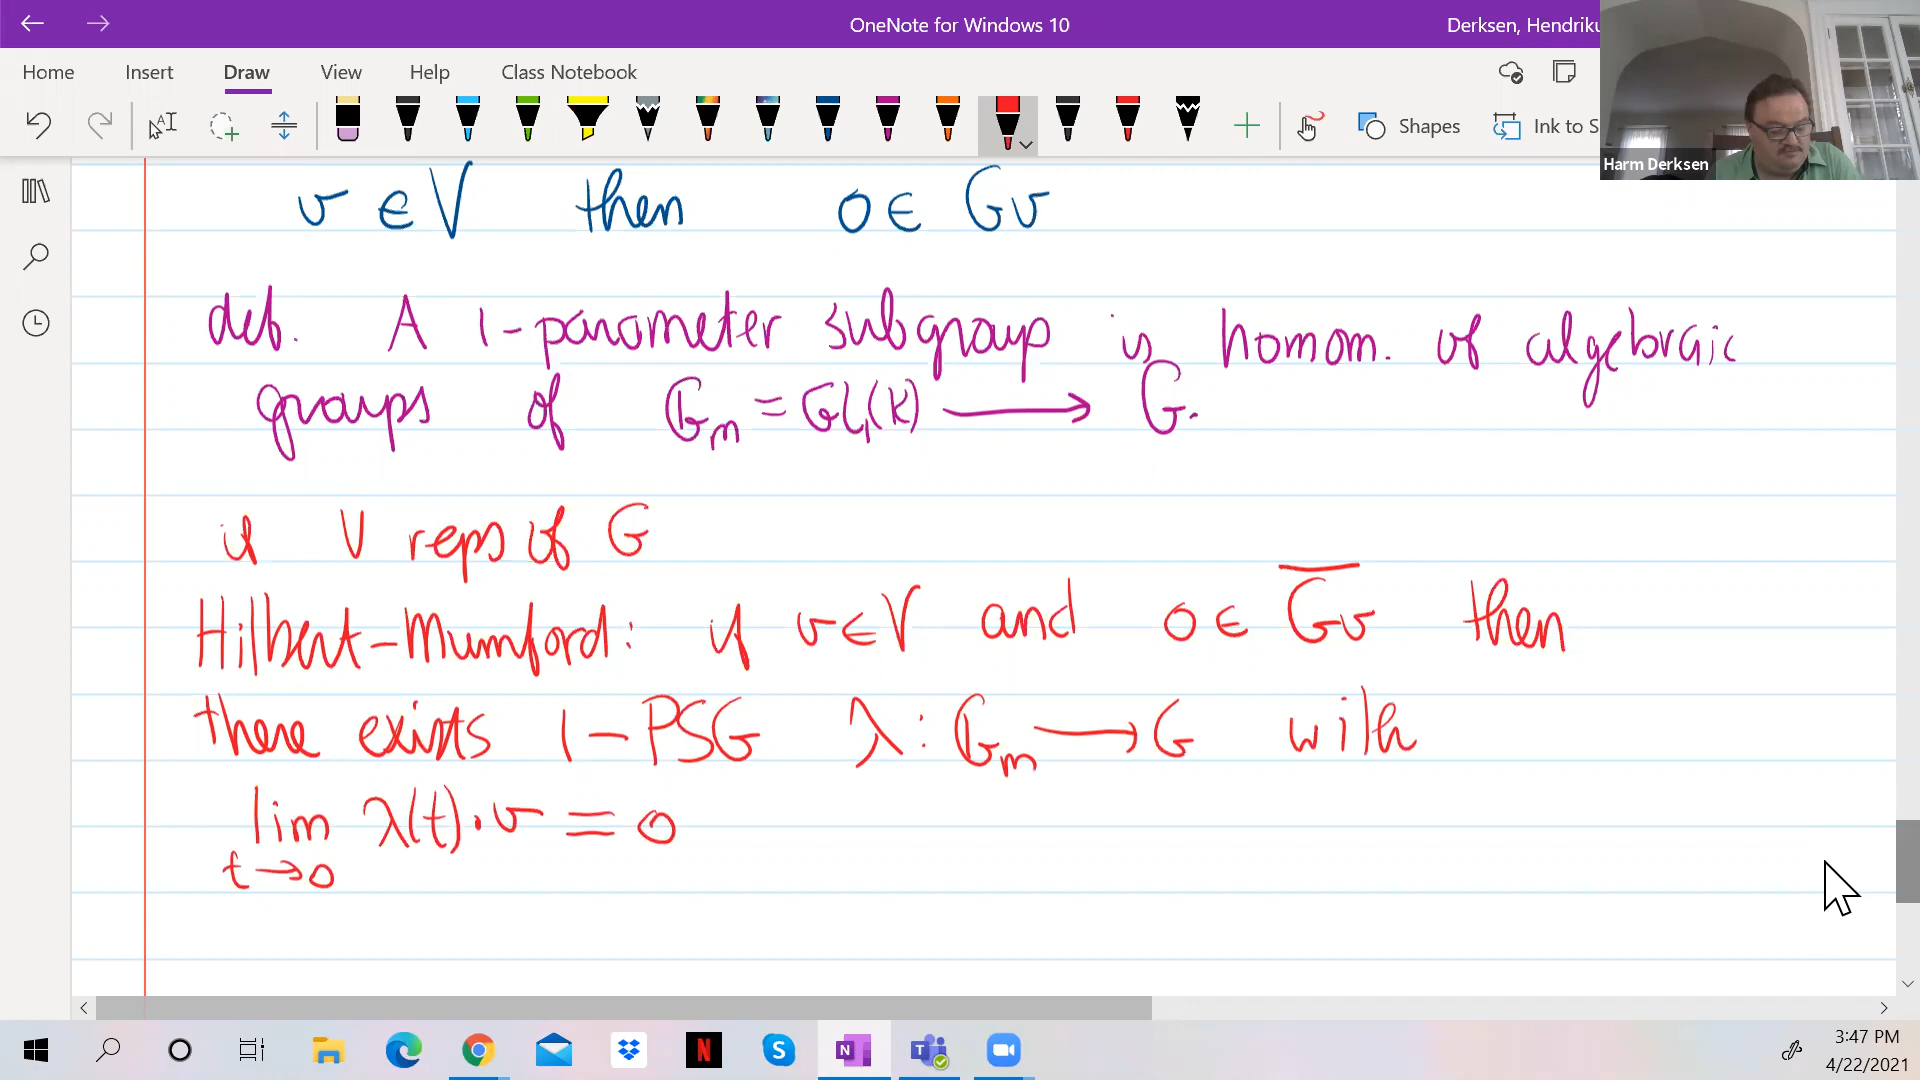 OneNote for Windows 10
Derksen, Hendriku
Home Insert Draw View Help Class Notebook
Shapes Ink to S
Harm Derksen
v ∈ V then 0 ∈ Gv
def. A 1-parameter subgroup is homom. of algebraic
groups of 𝔾m = GL₁(K) ⟶ G.
if V reps of G
Hilbert-Mumford: if v ∈ V and 0 ∈ \overline{Gv} then
there exists 1-PSG λ: 𝔾m ⟶ G with
lim λ(t)·v = 0
t→0
3:47 PM
4/22/2021